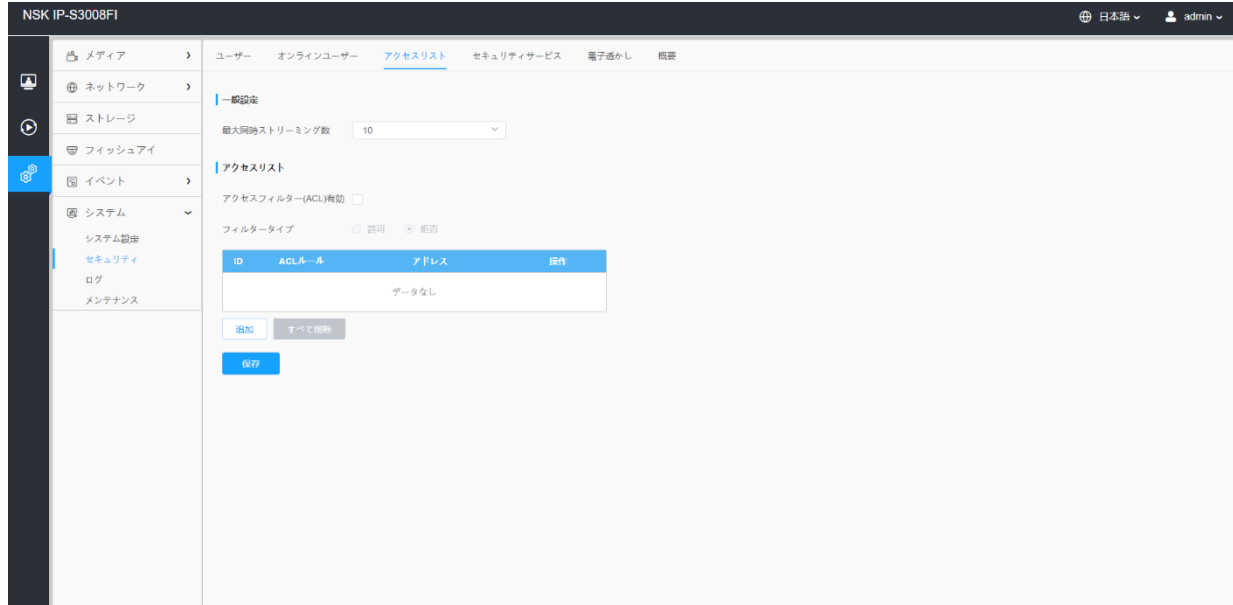 NSK IP-S3008FI
日本語
admin
メディア
ネットワーク
ストレージ
フィッシュアイ
イベント
システム
システム設定
セキュリティ
ログ
メンテナンス
ユーザー オンラインユーザー アクセスリスト セキュリティサービス 電子透かし 概要
一般設定
最大同時ストリーミング数 10
アクセスリスト
アクセスフィルター(ACL)有効
フィルタータイプ 許可 拒否
ID ACLルール アドレス 操作
データなし
追加 すべて削除
保存